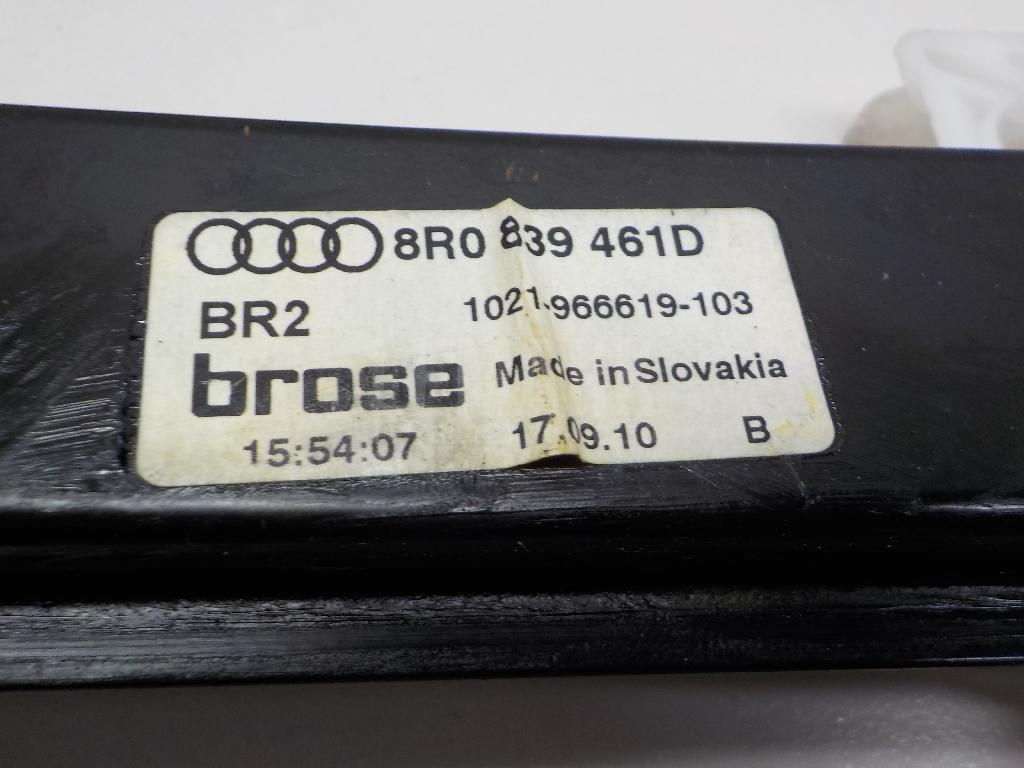 8R0 839 461D
BR2 1021.966619-103
brose Made in Slovakia
15:54:07 17.09.10 B